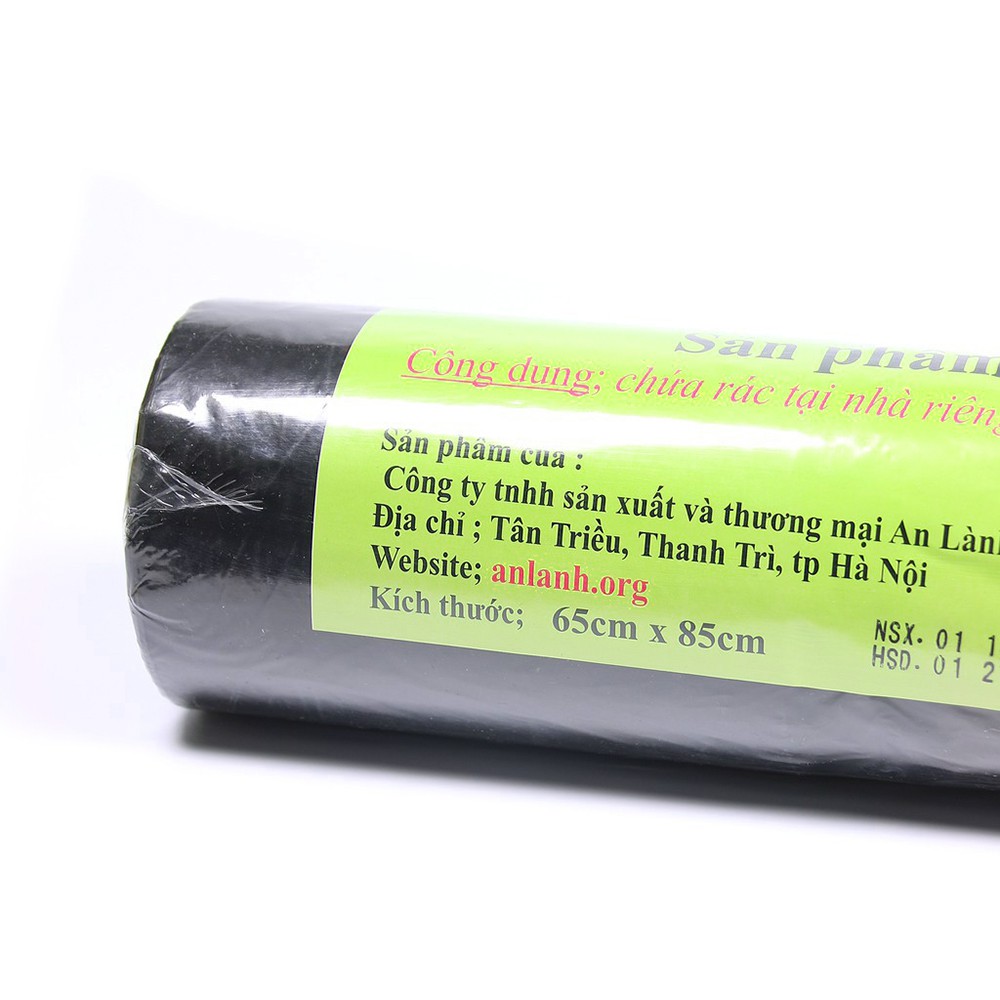 Sản phẩm
Công dụng; chứa rác tại nhà riêng
Sản phẩm của :
Công ty tnhh sản xuất và thương mại An Lành
Địa chỉ ; Tân Triều, Thanh Trì, tp Hà Nội
Website; anlanh.org
Kích thước; 65cm x 85cm
NSX. 01 1
HSD. 01 2